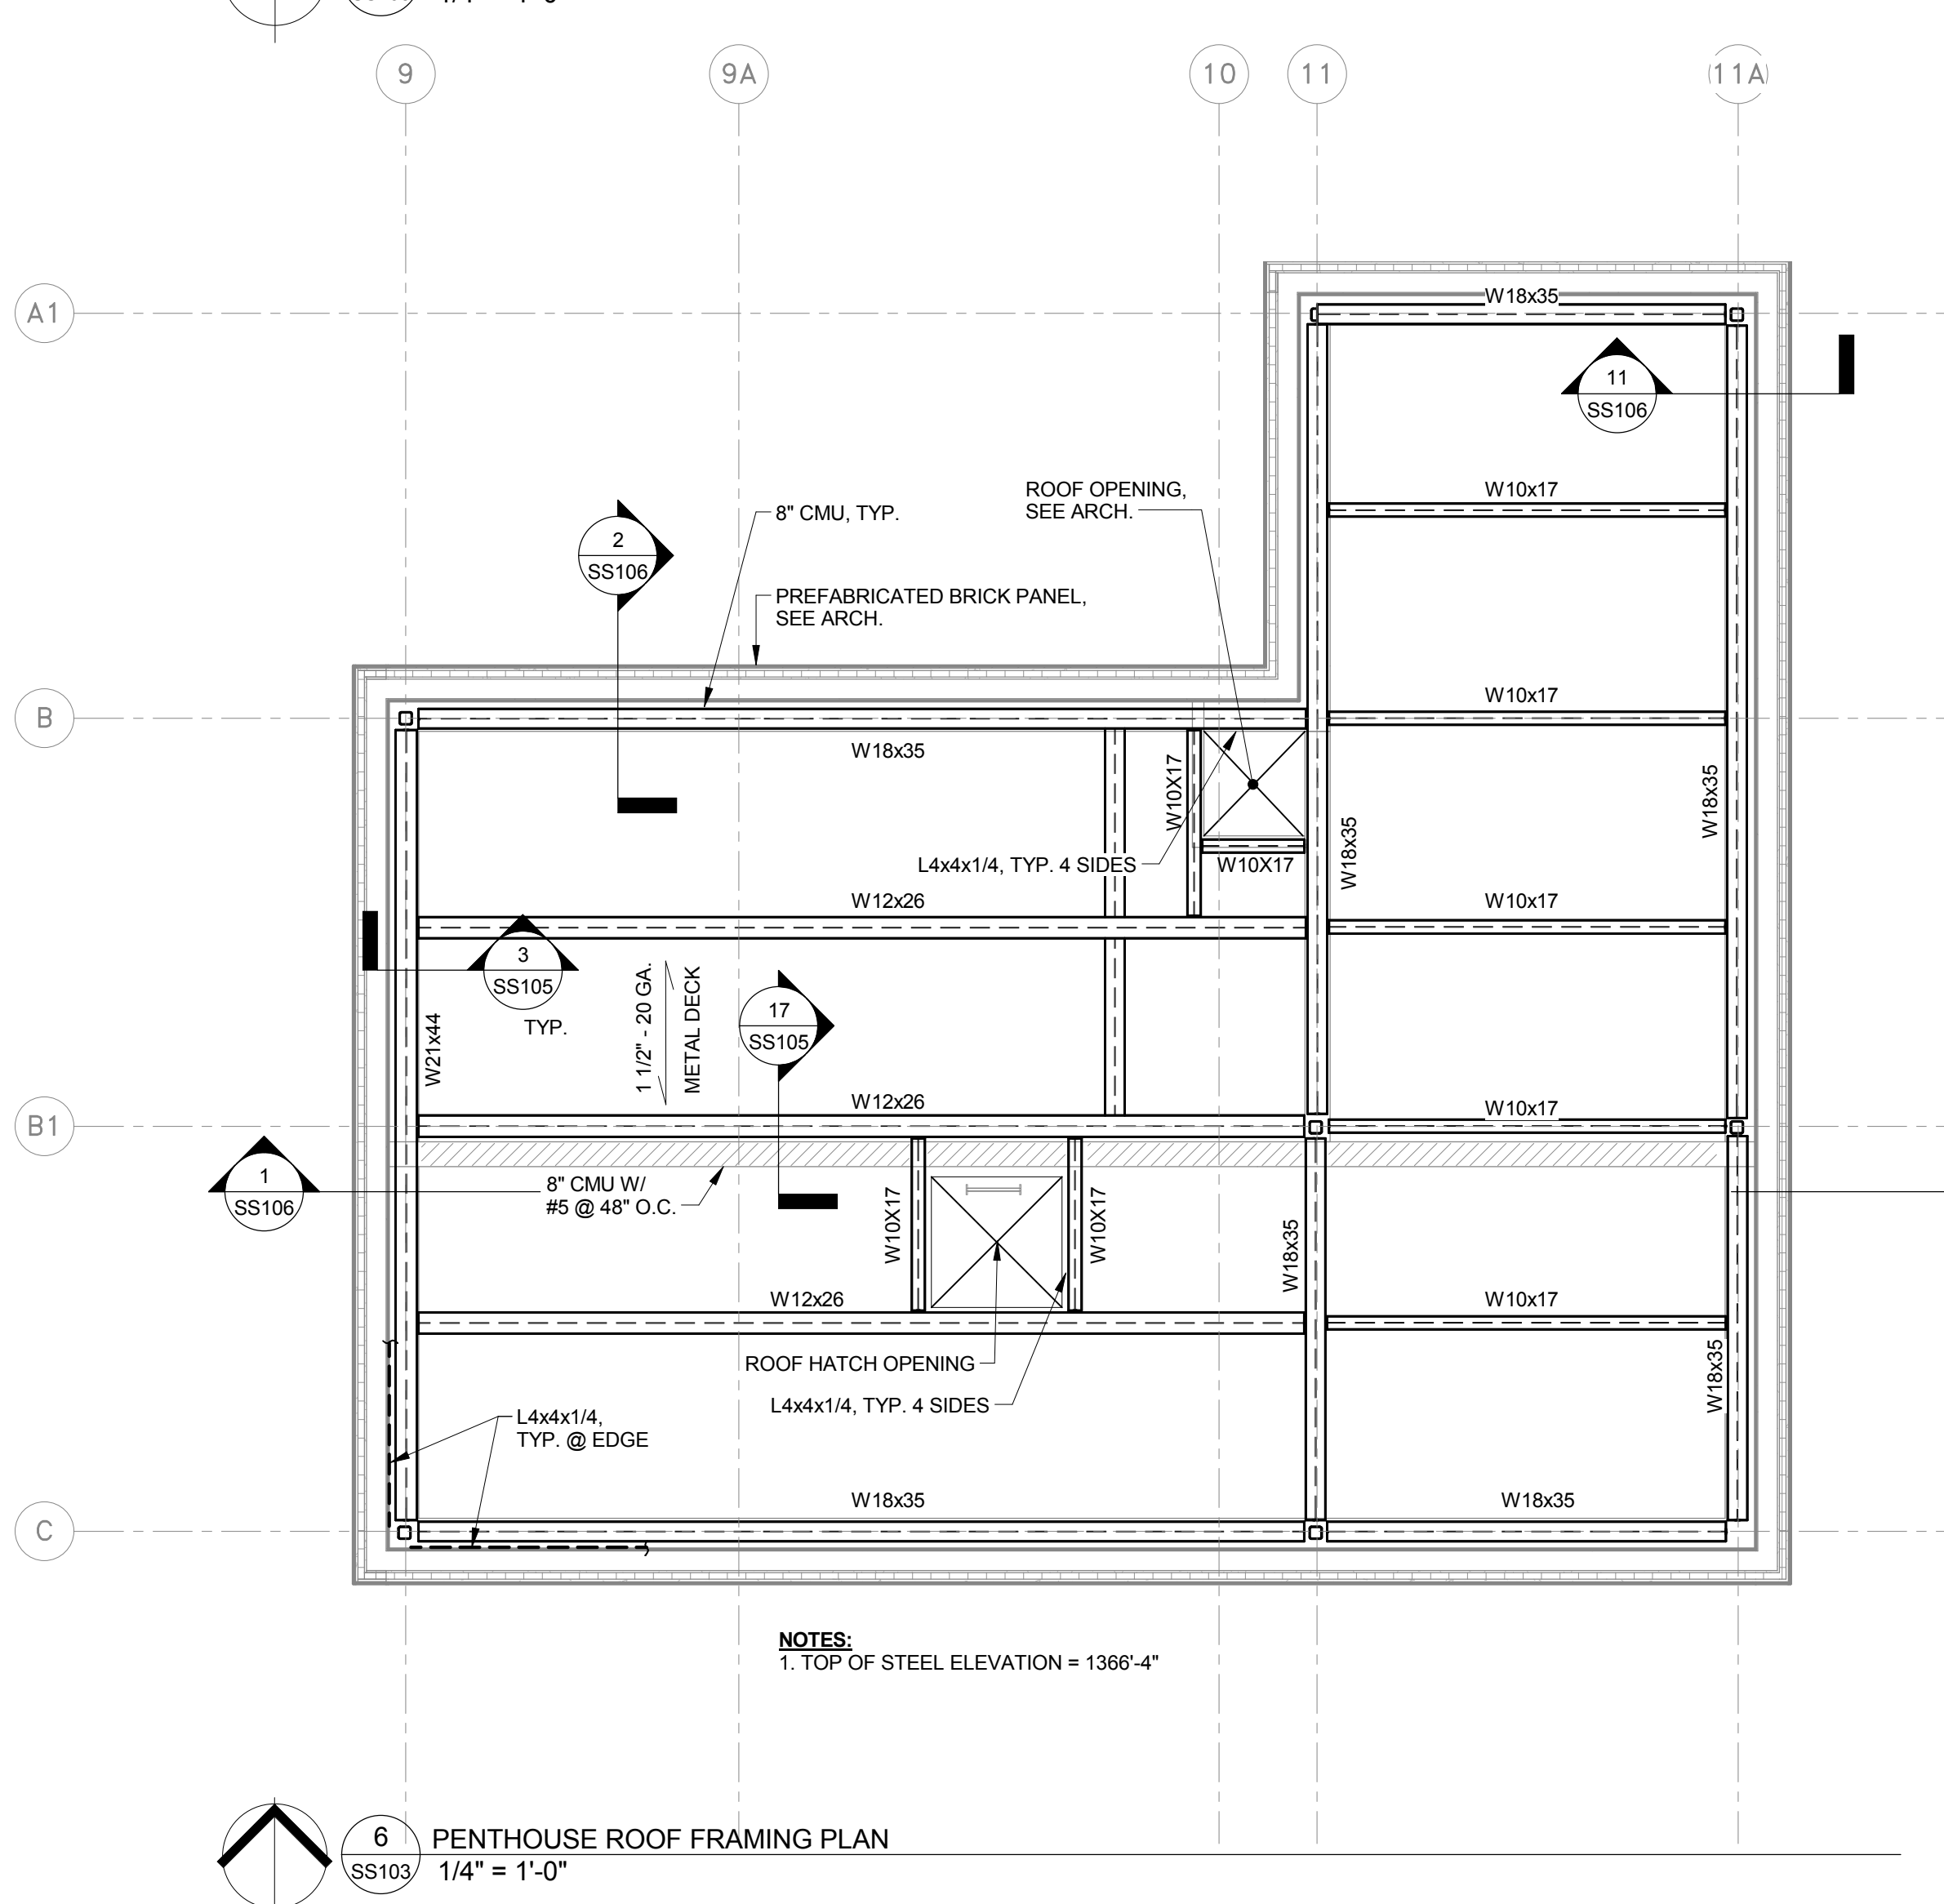 9
9A
10
11
11A
A1
B
B1
C
W18x35
11
SS106
W10x17
ROOF OPENING,
SEE ARCH.
8" CMU, TYP.
2
SS106
PREFABRICATED BRICK PANEL,
SEE ARCH.
W10x17
W18x35
W10X17
W18x35
W18x35
L4x4x1/4, TYP. 4 SIDES
W10X17
W12x26
W10x17
3
SS105
TYP.
1 1/2" - 20 GA.
METAL DECK
17
SS105
W21x44
W12x26
W10x17
1
SS106
8" CMU W/
#5 @ 48" O.C.
W10X17
W10X17
W18x35
W12x26
W10x17
ROOF HATCH OPENING
L4x4x1/4, TYP. 4 SIDES
W18x35
L4x4x1/4,
TYP. @ EDGE
W18x35
W18x35
NOTES:
1. TOP OF STEEL ELEVATION = 1366'-4"
6
SS103
PENTHOUSE ROOF FRAMING PLAN
1/4" = 1'-0"